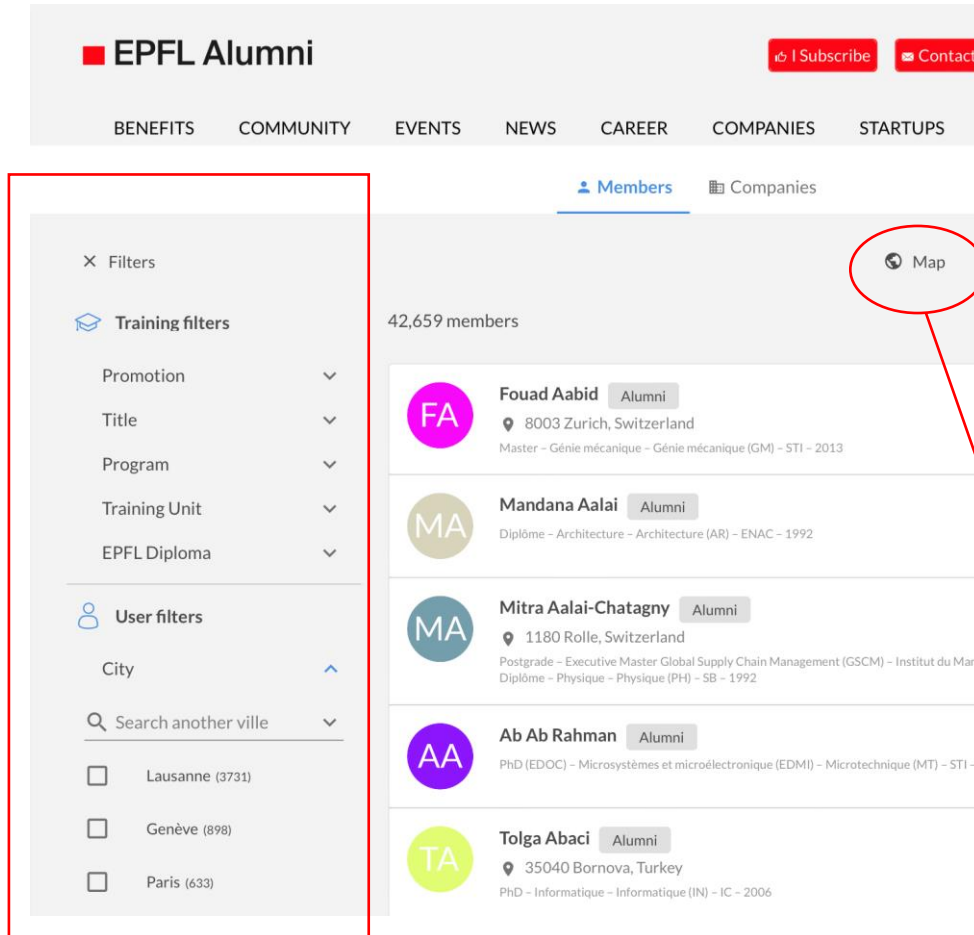 EPFL Alumni
I Subscribe
Contact
BENEFITS COMMUNITY EVENTS NEWS CAREER COMPANIES STARTUPS
Members Companies
Filters
Map
Training filters
42,659 members
Promotion
Title
Program
Training Unit
EPFL Diploma
User filters
City
Search another ville
Lausanne (3731)
Genève (898)
Paris (633)
FA
Fouad Aabid Alumni
8003 Zurich, Switzerland
Master – Génie mécanique – Génie mécanique (GM) – STI – 2013
MA
Mandana Aalai Alumni
Diplôme – Architecture – Architecture (AR) – ENAC – 1992
MA
Mitra Aalai-Chatagny Alumni
1180 Rolle, Switzerland
Postgrade – Executive Master Global Supply Chain Management (GSCM) – Institut du Mar
Diplôme – Physique – Physique (PH) – SB – 1992
AA
Ab Ab Rahman Alumni
PhD (EDOC) – Microsystèmes et microélectronique (EDMI) – Microtechnique (MT) – STI –
TA
Tolga Abaci Alumni
35040 Bornova, Turkey
PhD – Informatique – Informatique (IN) – IC – 2006